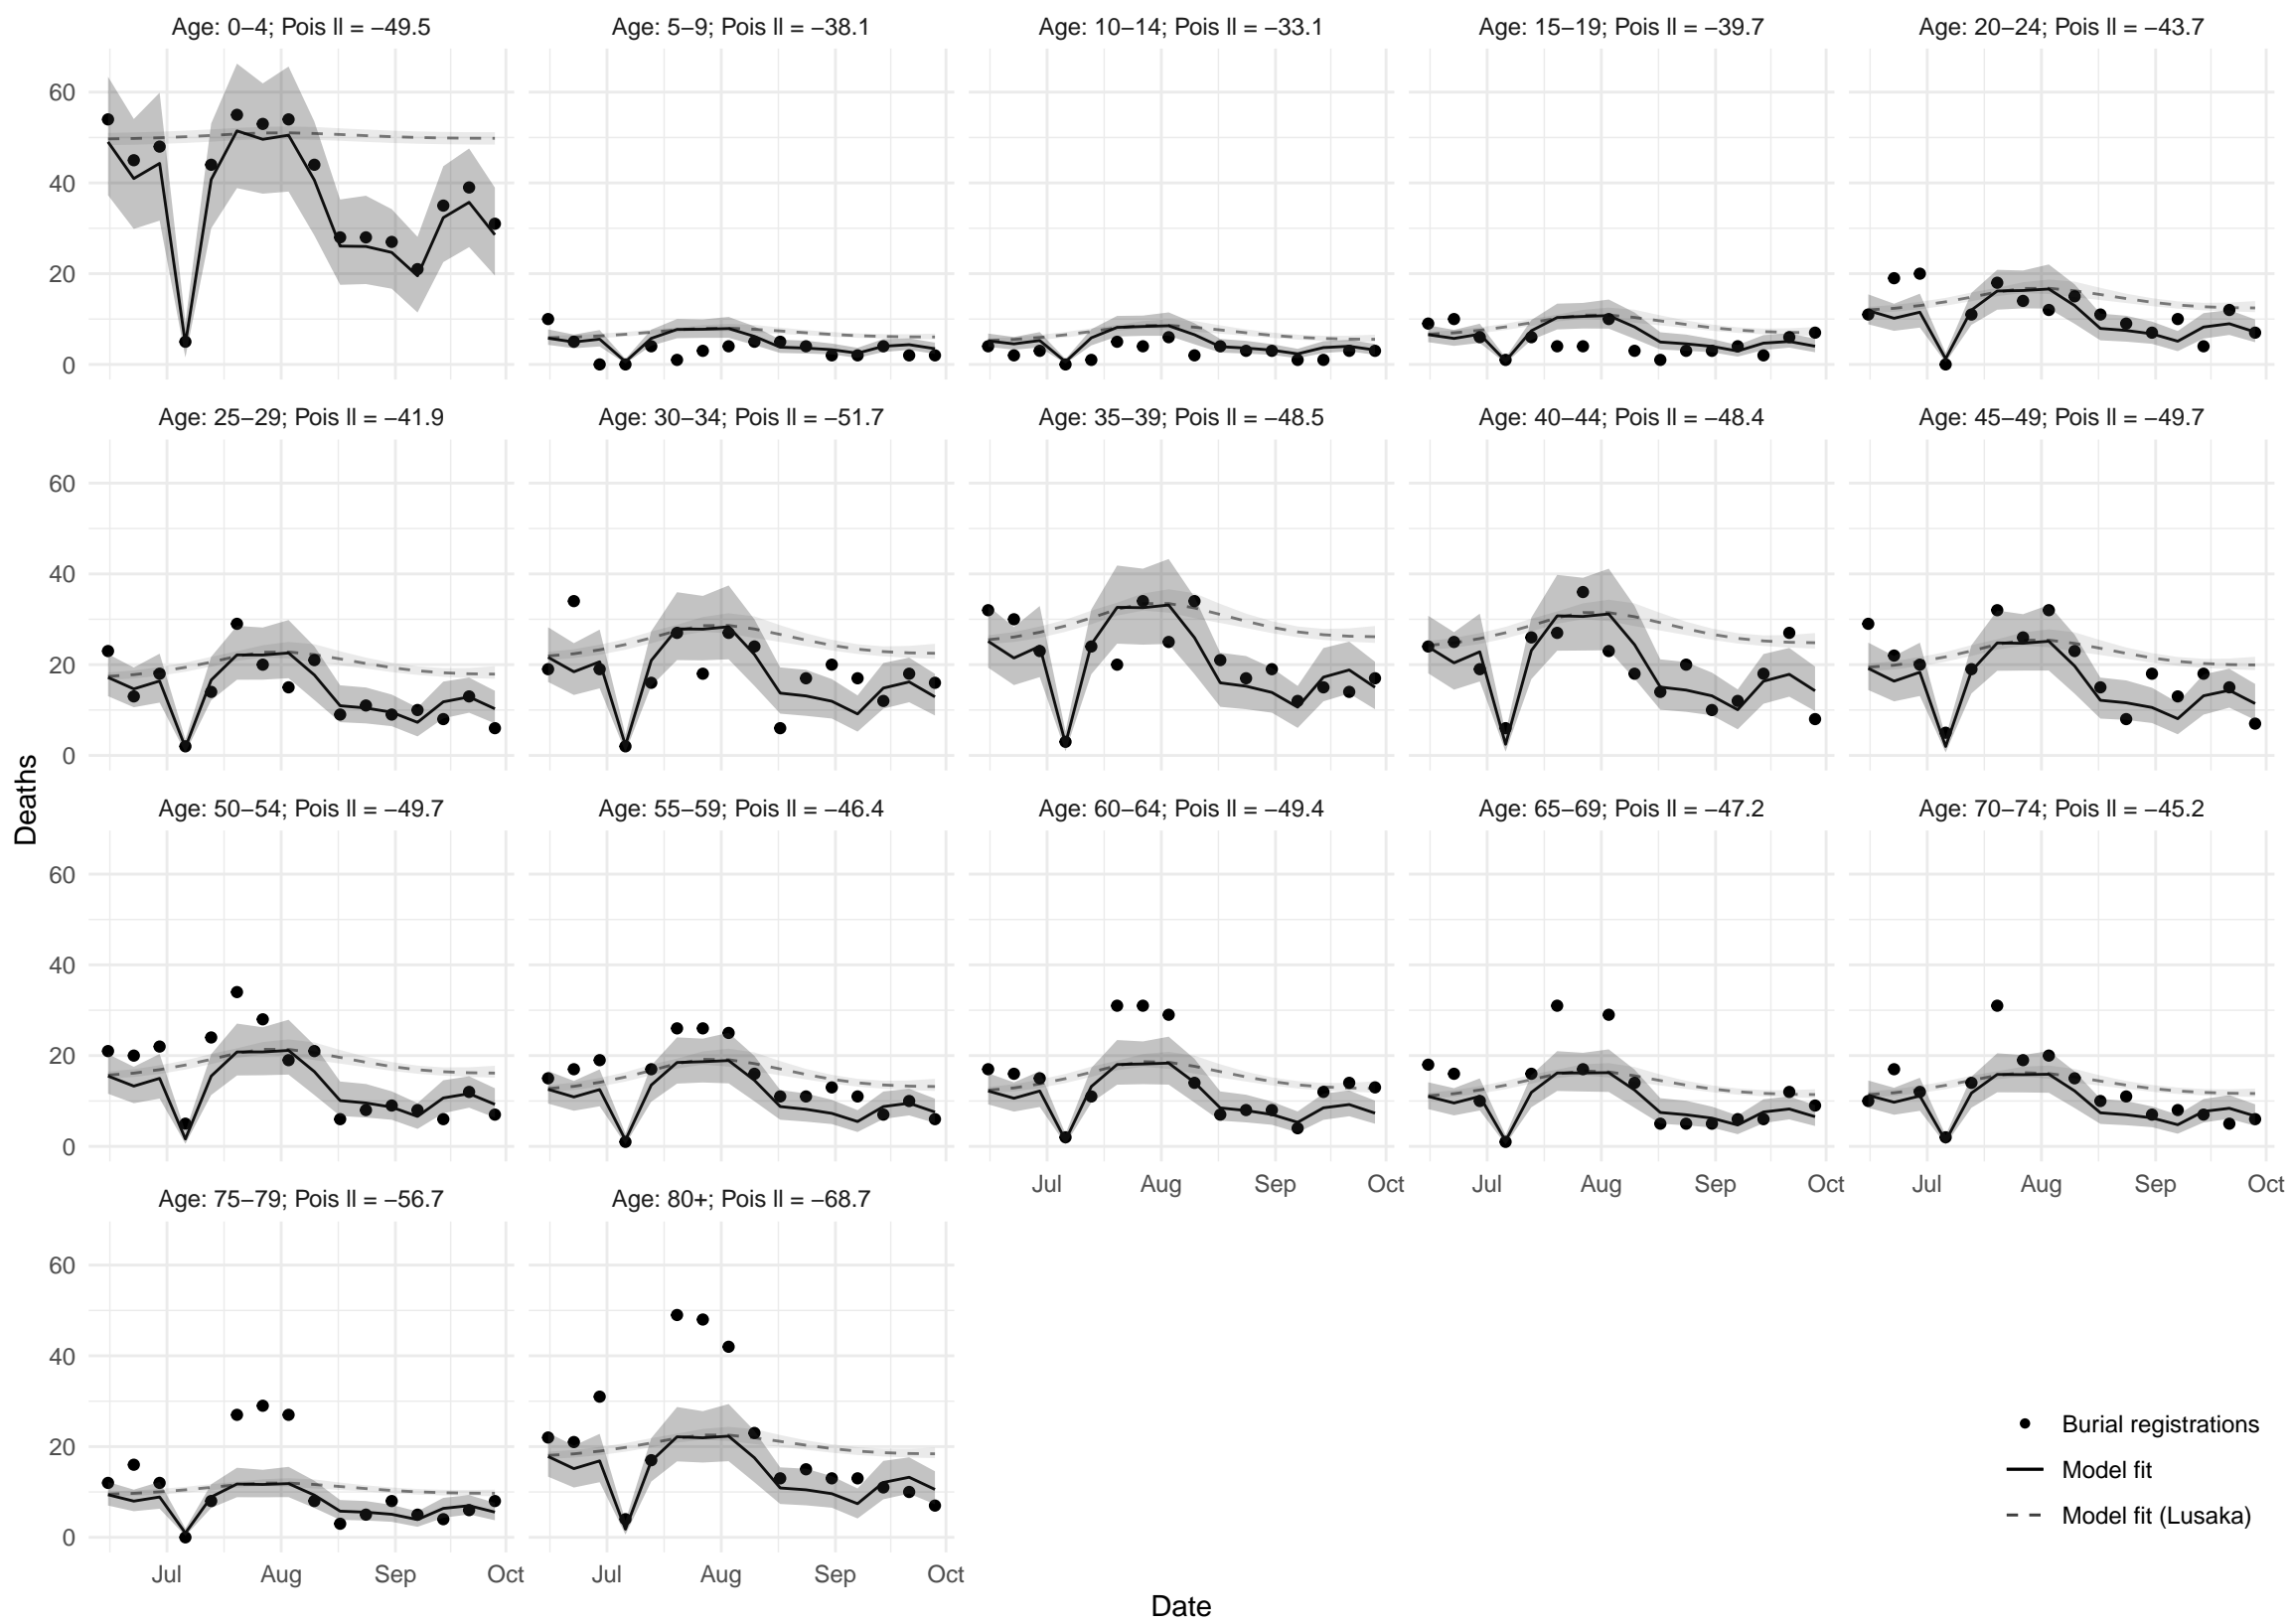 Age: 0−4; Pois ll = −49.5
Age: 5−9; Pois ll = −38.1
Age: 10−14; Pois ll = −33.1
Age: 15−19; Pois ll = −39.7
Age: 20−24; Pois ll = −43.7
60
40
20
0
Age: 25−29; Pois ll = −41.9
Age: 30−34; Pois ll = −51.7
Age: 35−39; Pois ll = −48.5
Age: 40−44; Pois ll = −48.4
Age: 45−49; Pois ll = −49.7
60
40
20
0
Deaths
Age: 50−54; Pois ll = −49.7
Age: 55−59; Pois ll = −46.4
Age: 60−64; Pois ll = −49.4
Age: 65−69; Pois ll = −47.2
Age: 70−74; Pois ll = −45.2
60
40
20
0
Jul Aug Sep Oct
Jul Aug Sep Oct
Jul Aug Sep Oct
Age: 75−79; Pois ll = −56.7
Age: 80+; Pois ll = −68.7
60
40
20
0
Jul Aug Sep Oct
Jul Aug Sep Oct
Burial registrations
Model fit
Model fit (Lusaka)
Date